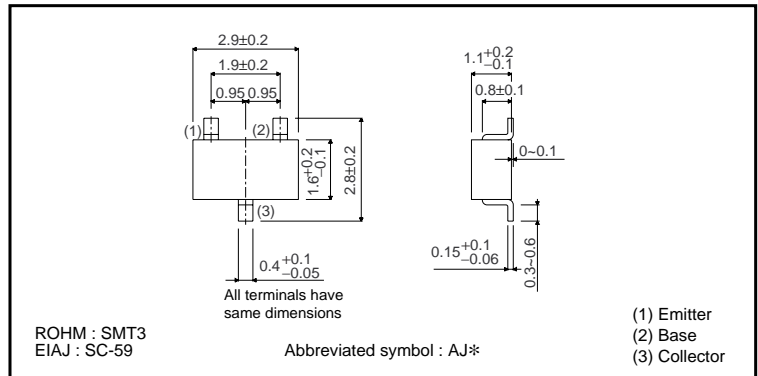 2.9±0.2
1.9±0.2
0.95 0.95
(1)
(2)
(3)
1.6+0.2−0.1
2.8±0.2
0.4+0.1−0.05
All terminals have
same dimensions
1.1+0.2−0.1
0.8±0.1
0~0.1
0.15+0.1−0.06
0.3~0.6
ROHM : SMT3
EIAJ : SC-59
Abbreviated symbol : AJ*
(1) Emitter
(2) Base
(3) Collector